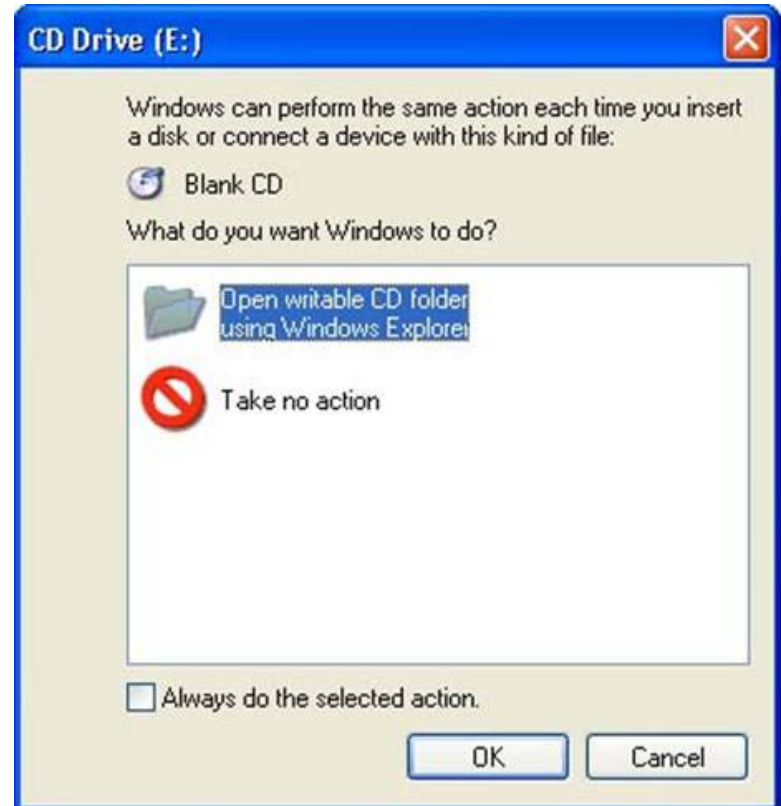 CD Drive (E:)
Windows can perform the same action each time you insert
a disk or connect a device with this kind of file:
Blank CD
What do you want Windows to do?
Open writable CD folder
using Windows Explorer
Take no action
Always do the selected action.
OK
Cancel